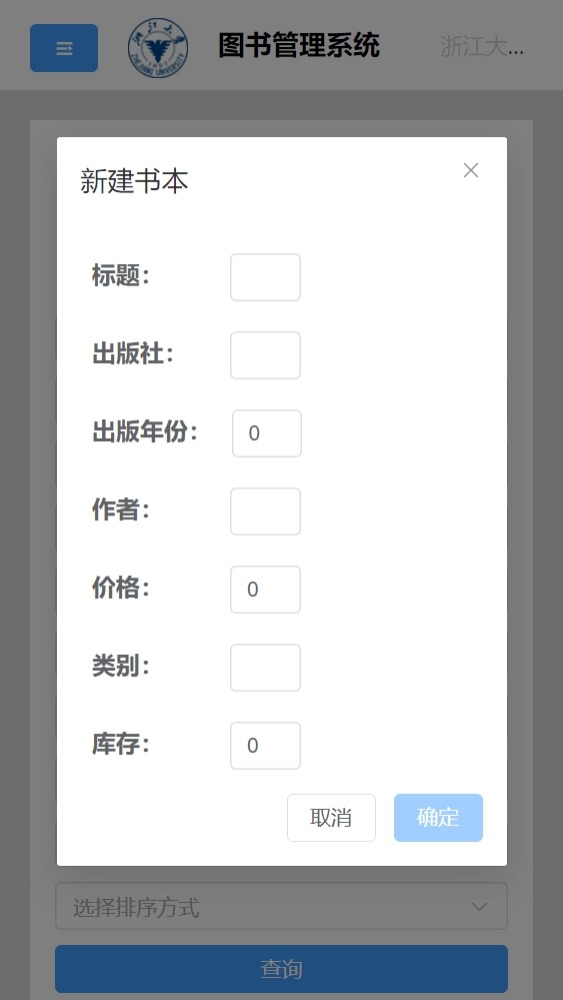 图书管理系统
浙江大...
ZHEJIANG UNIVERSITY
新建书本
标题：
出版社：
出版年份：
0
作者：
价格：
0
类别：
库存：
0
取消
确定
选择排序方式
查询